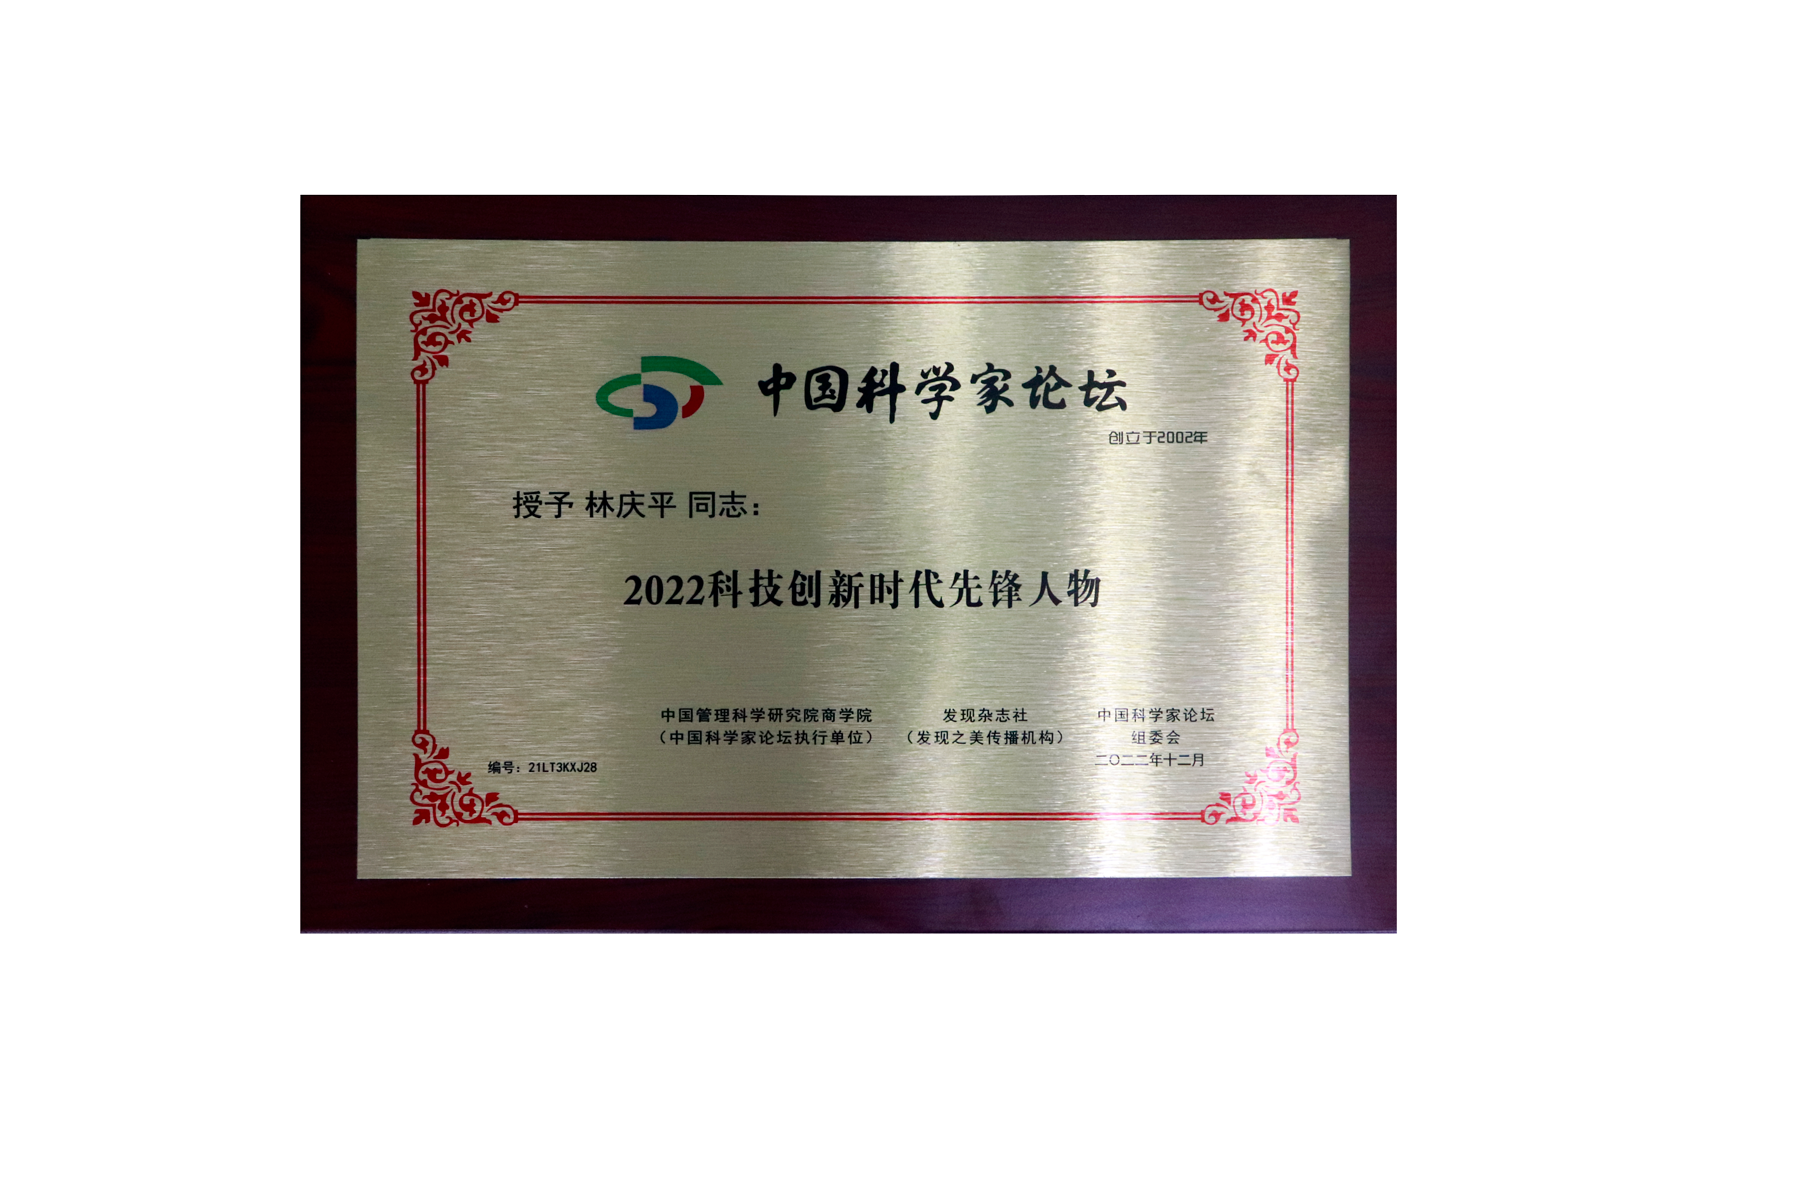 中国科学家论坛
创立于2002年
授予 林庆平 同志：
2022科技创新时代先锋人物
中国管理科学研究院商学院
（中国科学家论坛执行单位）
发现杂志社
（发现之美传播机构）
中国科学家论坛
组委会
二〇二二年十二月
编号：21LT3KXJ28